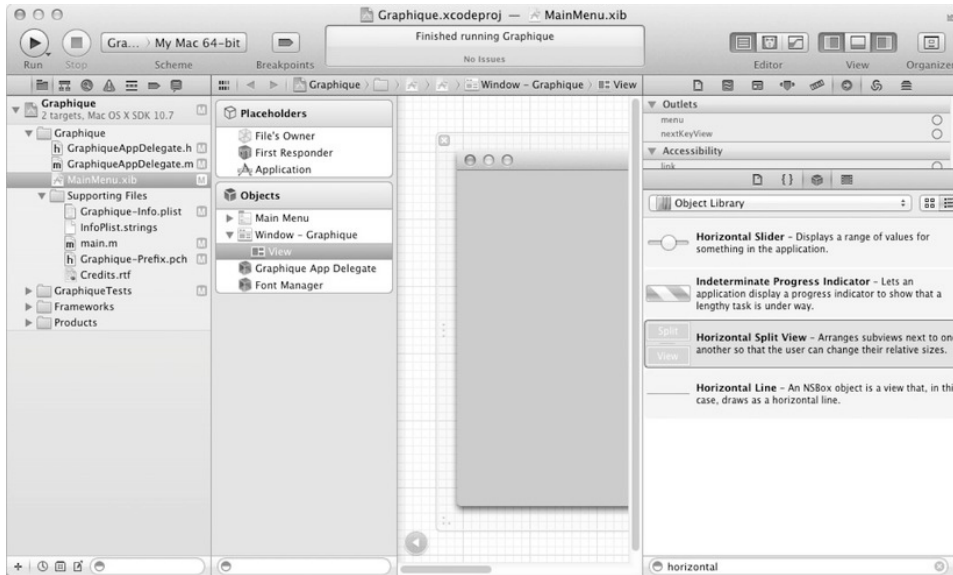 Graphique.xcodeproj — MainMenu.xib
Run
Stop
Gra... My Mac 64-bit
Scheme
Breakpoints
Finished running Graphique
No Issues
Editor
View
Organizer
Graphique
2 targets, Mac OS X SDK 10.7
M
Graphique
h GraphiqueAppDelegate.h M
m GraphiqueAppDelegate.m M
MainMenu.xib M
Supporting Files
Graphique-Info.plist M
InfoPlist.strings
m main.m M
h Graphique-Prefix.pch M
Credits.rtf
GraphiqueTests M
Frameworks
Products
Graphique
Window - Graphique
View
Placeholders
File's Owner
First Responder
Application
Objects
Main Menu
Window - Graphique
View
Graphique App Delegate
Font Manager
Outlets
menu
nextKeyView
Accessibility
link
Object Library
Horizontal Slider - Displays a range of values for
something in the application.
Indeterminate Progress Indicator - Lets an
application display a progress indicator to show that a
lengthy task is under way.
Split
View
Horizontal Split View - Arranges subviews next to one
another so that the user can change their relative sizes.
Horizontal Line - An NSBox object is a view that, in this
case, draws as a horizontal line.
horizontal